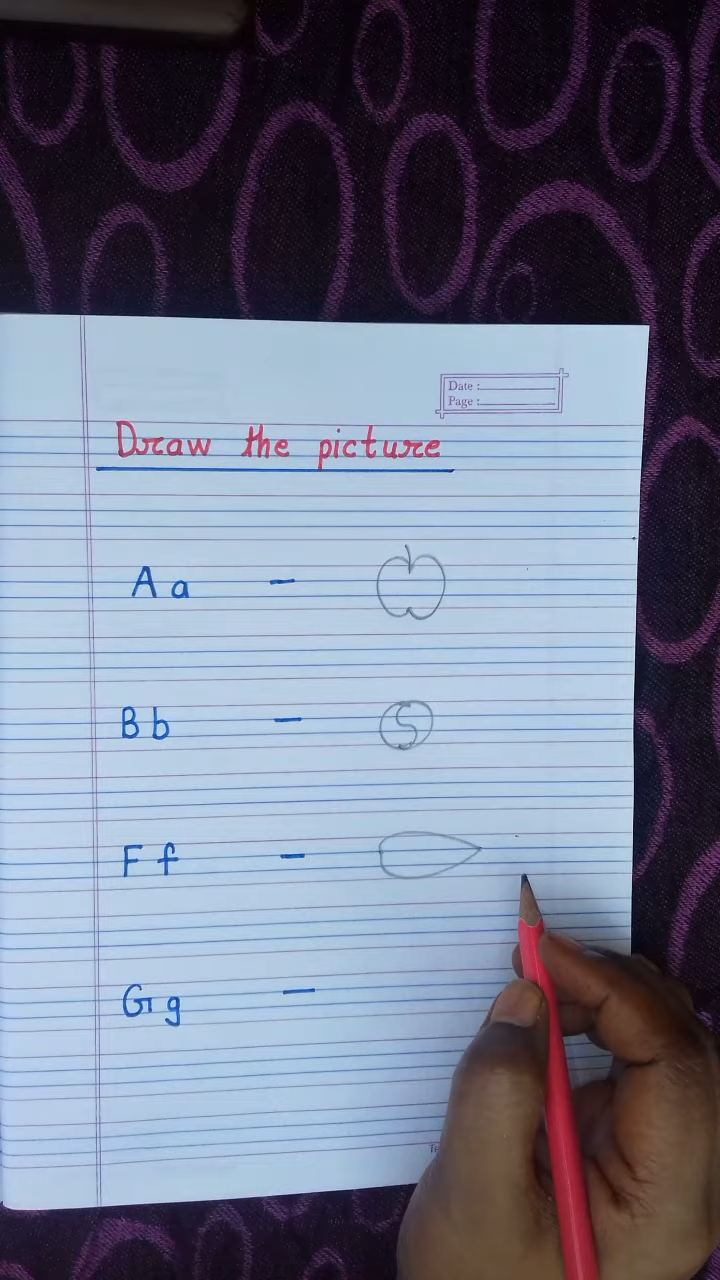 Date :
Page :
Draw the picture
A a -
B b -
F f -
G g -